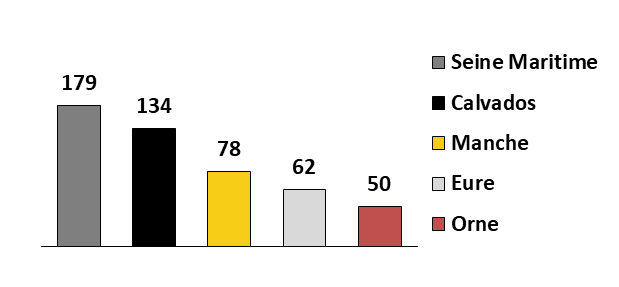 179
134
78
62
50
Seine Maritime
Calvados
Manche
Eure
Orne